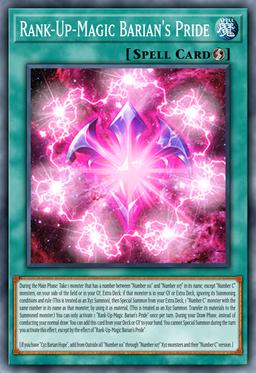 Rank-Up-Magic Barian's Pride
[Spell Card]
During the Main Phase: Take 1 monster that has a number between "Number 101" and "Number 107" in its name, except "Number C"
monsters, on your side of the field or in your GY, Extra Deck, if that monster is in your GY or Extra Deck, ignoring its Summoning
conditions and rule (This is treated as an Xyz Summon), then Special Summon from your Extra Deck, 1 "Number C" monster with the
same number in its name as that monster, by using it as material, (This is treated as an Xyz Summon. Transfer its materials to the
Summoned monster.) You can only activate 1 "Rank-Up-Magic Barian's Pride" once per turn. During your Draw Phase, instead of
conducting your normal draw: You can add this card from your Deck or GY to your hand. You cannot Special Summon during the turn
you activate this effect, except by the effect of "Rank-Up-Magic Barian's Pride".
( If you have "Xyz Barian Hope", add from Outside all "Number 101" through "Number 107" Xyz monsters and their "Number C" version. )